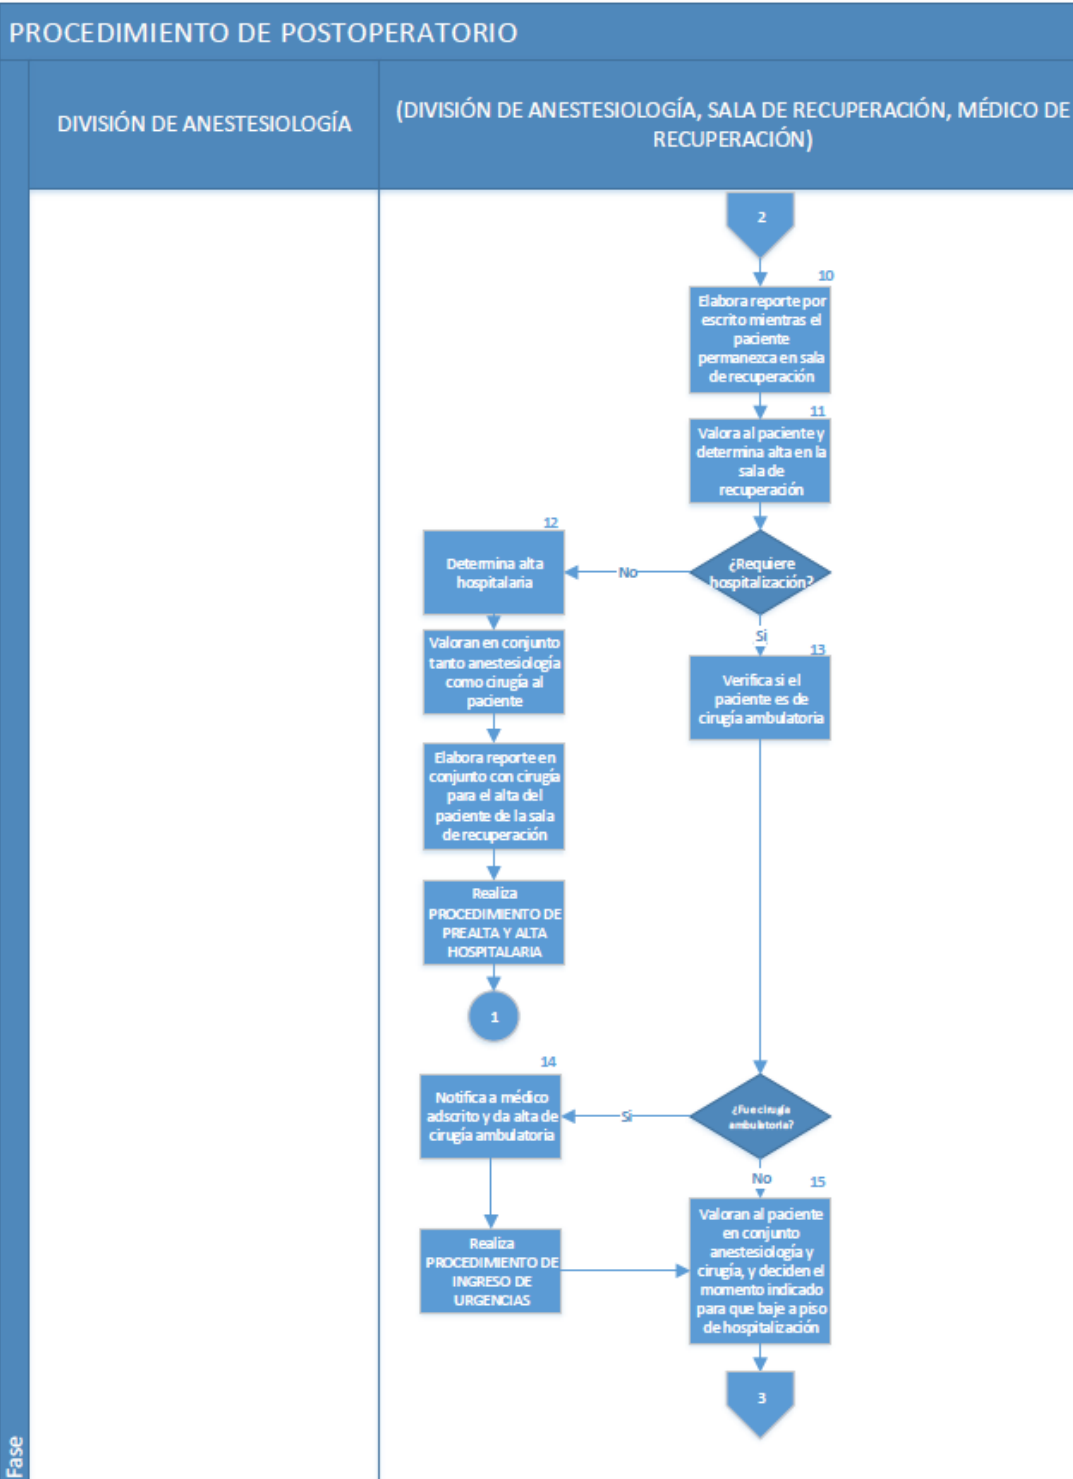 PROCEDIMIENTO DE POSTOPERATORIO
DIVISIÓN DE ANESTESIOLOGÍA
(DIVISIÓN DE ANESTESIOLOGÍA, SALA DE RECUPERACIÓN, MÉDICO DE
RECUPERACIÓN)
2
10
Elabora reporte por
escrito mientras el
paciente
permanezca en sala
de recuperación
11
Valora al paciente y
determina alta en la
sala de
recuperación
¿Requiere
hospitalización?
No
12
Determina alta
hospitalaria
Valoran en conjunto
tanto anestesiología
como cirugía al
paciente
Elabora reporte en
conjunto con cirugía
para el alta del
paciente de la sala
de recuperación
Realiza
PROCEDIMIENTO DE
PREALTA Y ALTA
HOSPITALARIA
1
Si
13
Verifica si el
paciente es de
cirugía ambulatoria
¿Fue cirugía
ambulatoria?
Si
14
Notifica a médico
adscrito y da alta de
cirugía ambulatoria
Realiza
PROCEDIMIENTO DE
INGRESO DE
URGENCIAS
No
15
Valoran al paciente
en conjunto
anestesiología y
cirugía, y deciden el
momento indicado
para que baje a piso
de hospitalización
3
Fase